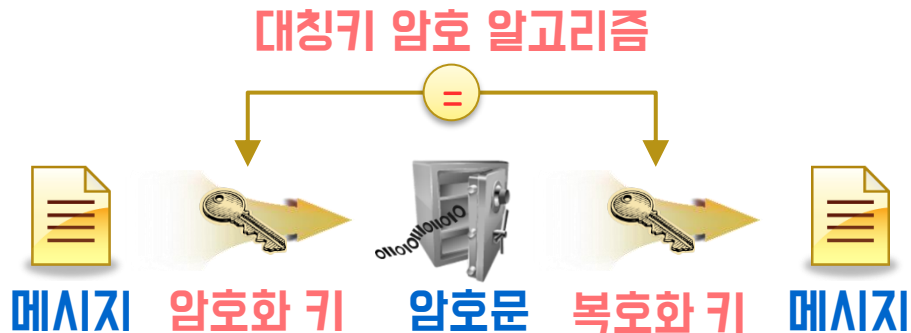 대칭키 암호 알고리즘
=
메시지 암호화 키 암호문 복호화 키 메시지